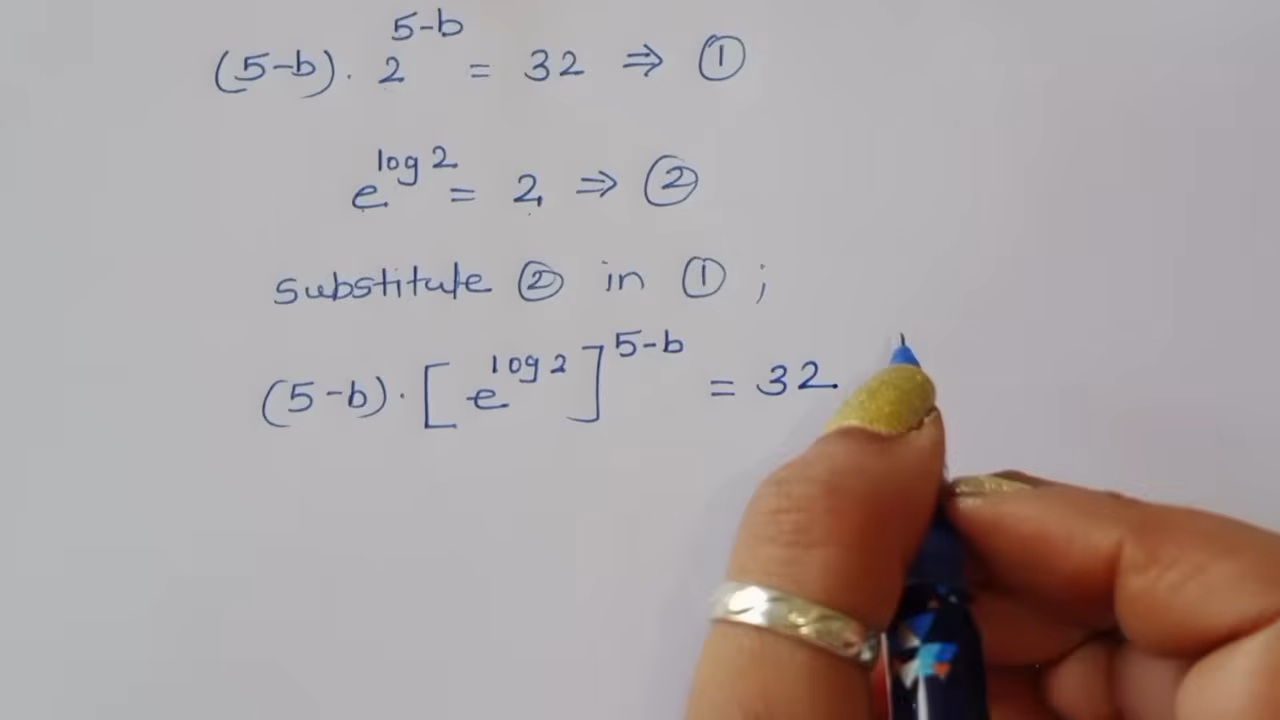 (5-b). 2^{5-b} = 32 ⇒ ①
e^{log 2} = 2 ⇒ ②
substitute ② in ① ;
(5-b). [e^{log 2}]^{5-b} = 32